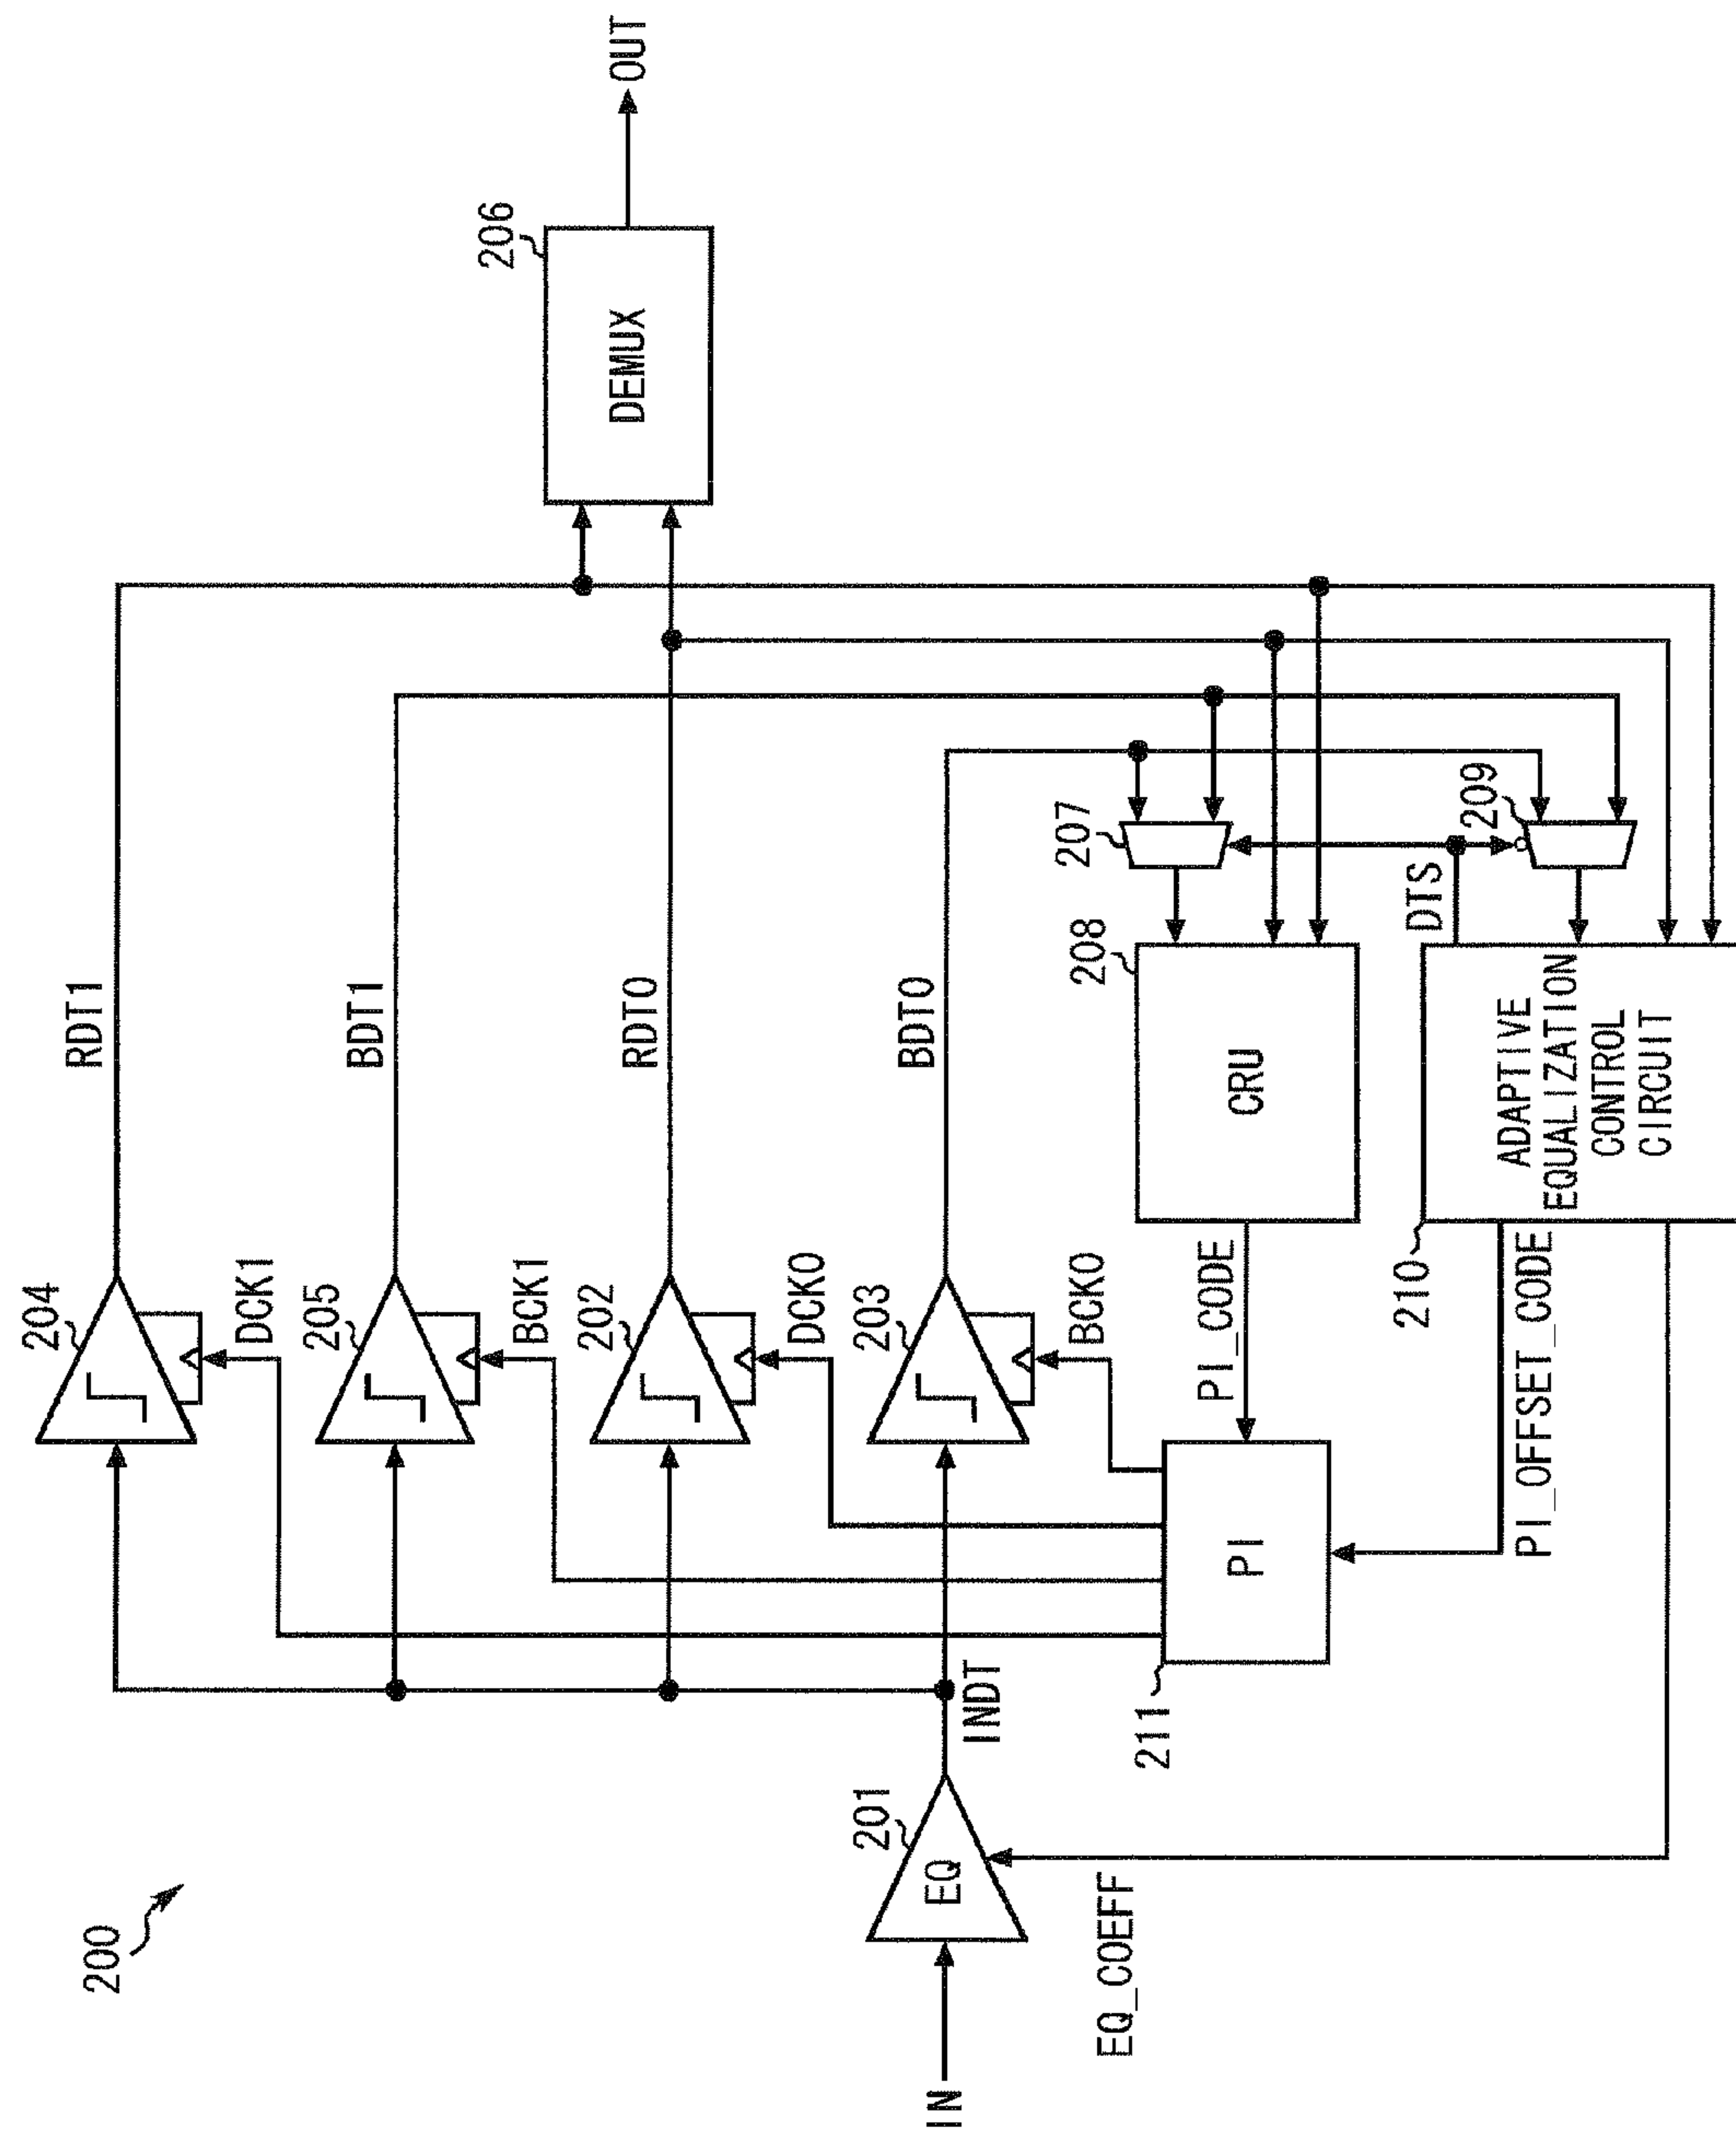 200
IN
EQ_COEFF
201
EQ
INDT
211
PI
PI_CODE
PI_OFFSET_CODE
204
DCK1
205
BCK1
202
DCK0
203
BCK0
RDT1
BDT1
RDT0
BDT0
208
CRU
210
ADAPTIVE
EQUALIZATION
CONTROL
CIRCUIT
DTS
207
209
206
DEMUX
OUT